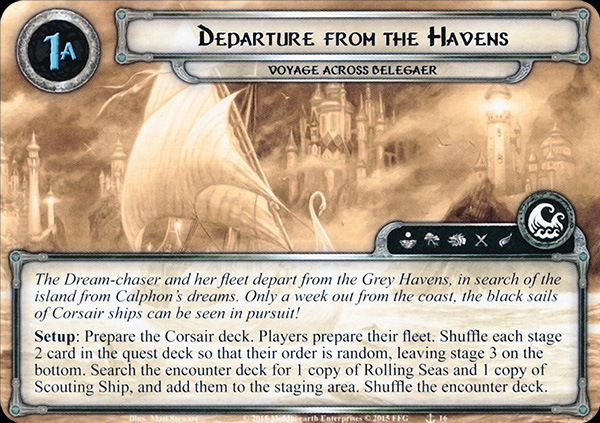 1A
DEPARTURE FROM THE HAVENS
VOYAGE ACROSS BELEGAER
The Dream-chaser and her fleet depart from the Grey Havens, in search of the
island from Calphon's dreams. Only a week out from the coast, the black sails
of Corsair ships can be seen in pursuit!
Setup: Prepare the Corsair deck. Players prepare their fleet. Shuffle each stage
2 card in the quest deck so that their order is random, leaving stage 3 on the
bottom. Search the encounter deck for 1 copy of Rolling Seas and 1 copy of
Scouting Ship, and add them to the staging area. Shuffle the encounter deck.
Illus. Matt Stewart © 2015 Middle-earth Enterprises © 2015 FFG 16